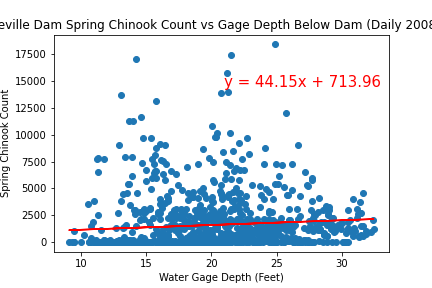 eville Dam Spring Chinook Count vs Gage Depth Below Dam (Daily 2008
17500
15000
y = 44.15x + 713.96
12500
10000
7500
5000
2500
0
Spring Chinook Count
10 15 20 25 30
Water Gage Depth (Feet)